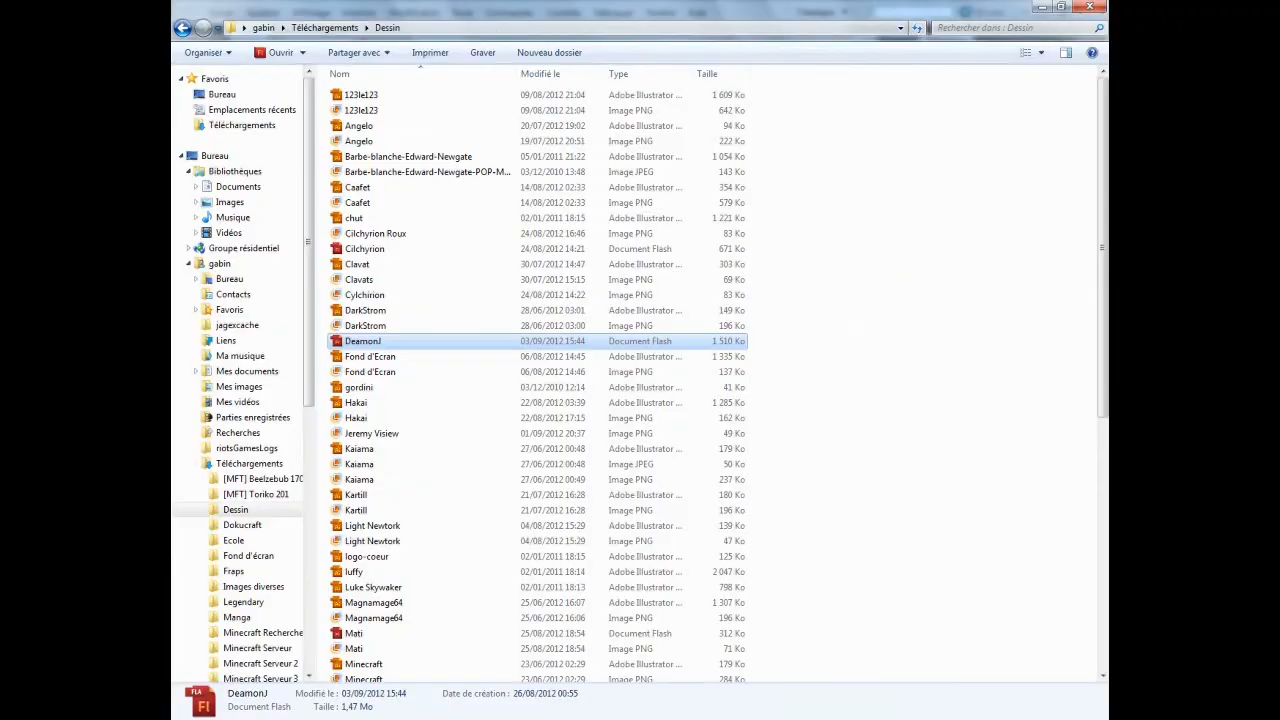 gabin Téléchargements Dessin Rechercher dans : Dessin
Organiser Ouvrir Partager avec Imprimer Graver Nouveau dossier
Favoris
Bureau
Emplacements récents
Téléchargements
Bureau
Bibliothèques
Documents
Images
Musique
Vidéos
Groupe résidentiel
gabin
Bureau
Contacts
Favoris
jagexcache
Liens
Ma musique
Mes documents
Mes images
Mes vidéos
Parties enregistrées
Recherches
riotsGamesLogs
Téléchargements
[MFT] Beelzebub 170
[MFT] Toriko 201
Dessin
Dokucraft
Ecole
Fond d'écran
Fraps
Images diverses
Legendary
Manga
Minecraft Recherche
Minecraft Serveur
Minecraft Serveur 2
Minecraft Serveur 3
Nom Modifié le Type Taille
123le123 09/08/2012 21:04 Adobe Illustrator ... 1 609 Ko
123le123 09/08/2012 21:04 Image PNG 642 Ko
Angelo 20/07/2012 19:02 Adobe Illustrator ... 94 Ko
Angelo 19/07/2012 20:51 Image PNG 222 Ko
Barbe-blanche-Edward-Newgate 05/01/2011 21:22 Adobe Illustrator ... 1 054 Ko
Barbe-blanche-Edward-Newgate-POP-M... 03/12/2010 13:48 Image JPEG 143 Ko
Caafet 14/08/2012 02:33 Adobe Illustrator ... 354 Ko
Caafet 14/08/2012 02:33 Image PNG 579 Ko
chut 02/01/2011 18:15 Adobe Illustrator ... 1 221 Ko
Cilchyrion Roux 24/08/2012 16:46 Image PNG 83 Ko
Cilchyrion 24/08/2012 14:21 Document Flash 671 Ko
Clavat 30/07/2012 14:47 Adobe Illustrator ... 303 Ko
Clavats 30/07/2012 15:15 Image PNG 69 Ko
Cylchirion 24/08/2012 14:22 Image PNG 83 Ko
DarkStrom 28/06/2012 03:01 Adobe Illustrator ... 149 Ko
DarkStrom 28/06/2012 03:00 Image PNG 196 Ko
DeamonJ 03/09/2012 15:44 Document Flash 1 510 Ko
Fond d'Ecran 06/08/2012 14:45 Adobe Illustrator ... 1 335 Ko
Fond d'Ecran 06/08/2012 14:46 Image PNG 137 Ko
gordini 03/12/2010 12:14 Adobe Illustrator ... 41 Ko
Hakai 22/08/2012 03:39 Adobe Illustrator ... 1 285 Ko
Hakai 22/08/2012 17:15 Image PNG 162 Ko
Jeremy Visiew 01/09/2012 20:37 Image PNG 49 Ko
Kaiama 27/06/2012 00:48 Adobe Illustrator ... 179 Ko
Kaiama 27/06/2012 00:48 Image JPEG 50 Ko
Kaiama 27/06/2012 00:49 Image PNG 237 Ko
Kartill 21/07/2012 16:28 Adobe Illustrator ... 180 Ko
Kartill 21/07/2012 16:28 Image PNG 196 Ko
Light Newtork 04/08/2012 15:29 Adobe Illustrator ... 139 Ko
Light Newtork 04/08/2012 15:29 Image PNG 47 Ko
logo-coeur 02/01/2011 18:15 Adobe Illustrator ... 125 Ko
luffy 02/01/2011 18:14 Adobe Illustrator ... 2 047 Ko
Luke Skywaker 02/01/2011 18:13 Adobe Illustrator ... 798 Ko
Magnamage64 25/06/2012 16:07 Adobe Illustrator ... 1 307 Ko
Magnamage64 25/06/2012 16:06 Image PNG 196 Ko
Mati 25/08/2012 18:54 Document Flash 312 Ko
Mati 25/08/2012 18:54 Image PNG 71 Ko
Minecraft 23/06/2012 02:29 Adobe Illustrator ... 179 Ko
Minecraft 23/06/2012 02:29 Image PNG 284 Ko
FLA DeamonJ Modifié le : 03/09/2012 15:44 Date de création : 26/08/2012 00:55
Fl Document Flash Taille : 1,47 Mo